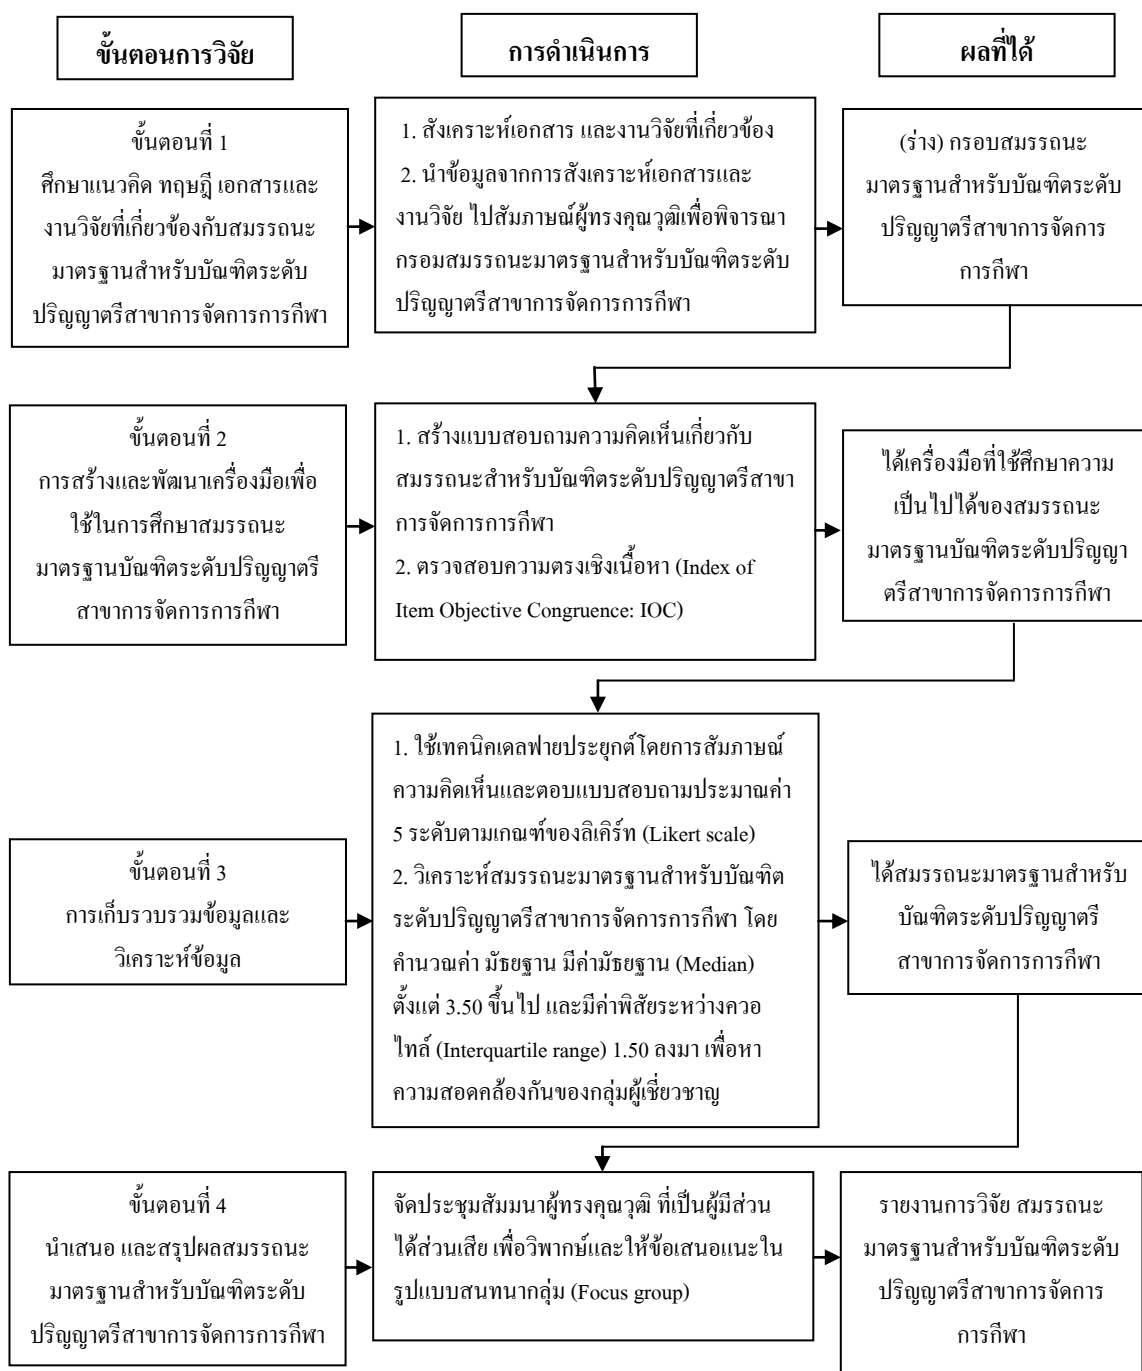 ขั้นตอนการวิจัย
การดำเนินการ
ผลที่ได้
ขั้นตอนที่ 1
ศึกษาแนวคิด ทฤษฎี เอกสารและ
งานวิจัยที่เกี่ยวข้องกับสมรรถนะ
มาตรฐานสำหรับบัณฑิตระดับ
ปริญญาตรีสาขาการจัดการการกีฬา
1. สังเคราะห์เอกสาร และงานวิจัยที่เกี่ยวข้อง
2. นำข้อมูลจากการสังเคราะห์เอกสารและ
งานวิจัย ไปสัมภาษณ์ผู้ทรงคุณวุฒิเพื่อพิจารณา
กรอมสมรรถนะมาตรฐานสำหรับบัณฑิตระดับ
ปริญญาตรีสาขาการจัดการการกีฬา
(ร่าง) กรอบสมรรถนะ
มาตรฐานสำหรับบัณฑิตระดับ
ปริญญาตรีสาขาการจัดการ
การกีฬา
ขั้นตอนที่ 2
การสร้างและพัฒนาเครื่องมือเพื่อ
ใช้ในการศึกษาสมรรถนะ
มาตรฐานบัณฑิตระดับปริญญาตรี
สาขาการจัดการการกีฬา
1. สร้างแบบสอบถามความคิดเห็นเกี่ยวกับ
สมรรถนะสำหรับบัณฑิตระดับปริญญาตรีสาขา
การจัดการการกีฬา
2. ตรวจสอบความตรงเชิงเนื้อหา (Index of
Item Objective Congruence: IOC)
ได้เครื่องมือที่ใช้ศึกษาความ
เป็นไปได้ของสมรรถนะ
มาตรฐานบัณฑิตระดับปริญญา
ตรีสาขาการจัดการการกีฬา
ขั้นตอนที่ 3
การเก็บรวบรวมข้อมูลและ
วิเคราะห์ข้อมูล
1. ใช้เทคนิคเดลฟายประยุกต์โดยการสัมภาษณ์
ความคิดเห็นและตอบแบบสอบถามประมาณค่า
5 ระดับตามเกณฑ์ของลิเคิร์ท (Likert scale)
2. วิเคราะห์สมรรถนะมาตรฐานสำหรับบัณฑิต
ระดับปริญญาตรีสาขาการจัดการการกีฬา โดย
คำนวณค่า มัธยฐาน มีค่ามัธยฐาน (Median)
ตั้งแต่ 3.50 ขึ้นไป และมีค่าพิสัยระหว่างควอ
ไทล์ (Interquartile range) 1.50 ลงมา เพื่อหา
ความสอดคล้องกันของกลุ่มผู้เชี่ยวชาญ
ได้สมรรถนะมาตรฐานสำหรับ
บัณฑิตระดับปริญญาตรี
สาขาการจัดการการกีฬา
ขั้นตอนที่ 4
นำเสนอ และสรุปผลสมรรถนะ
มาตรฐานสำหรับบัณฑิตระดับ
ปริญญาตรีสาขาการจัดการการกีฬา
จัดประชุมสัมมนาผู้ทรงคุณวุฒิ ที่เป็นผู้มีส่วน
ได้ส่วนเสีย เพื่อวิพากษ์และให้ข้อเสนอแนะใน
รูปแบบสนทนากลุ่ม (Focus group)
รายงานการวิจัย สมรรถนะ
มาตรฐานสำหรับบัณฑิตระดับ
ปริญญาตรีสาขาการจัดการ
การกีฬา